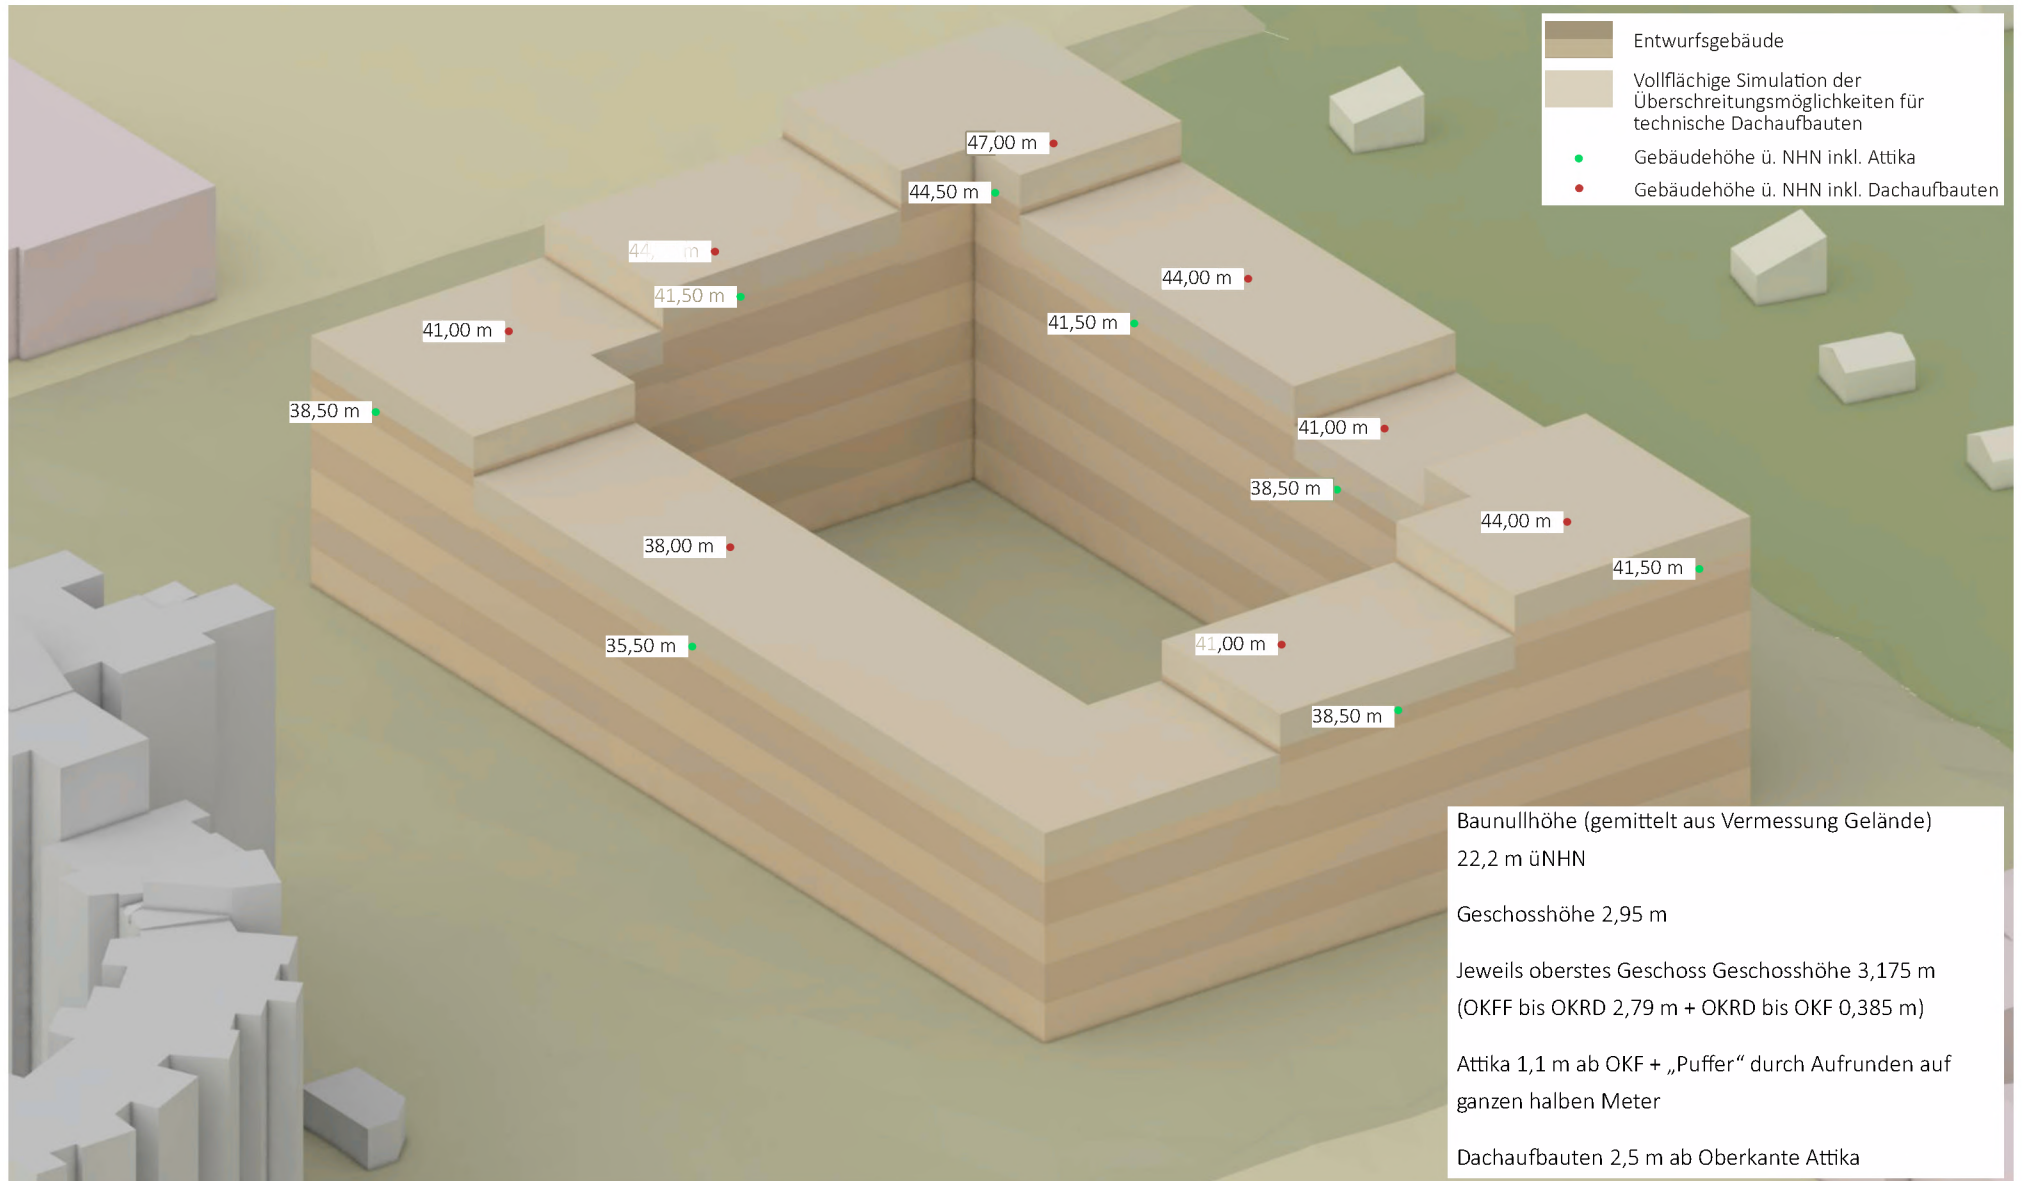 Entwurfsgebäude
Vollflächige Simulation der
Überschreitungsmöglichkeiten für
technische Dachaufbauten
Gebäudehöhe ü. NHN inkl. Attika
Gebäudehöhe ü. NHN inkl. Dachaufbauten
47,00 m
44,50 m
44, m
41,50 m
44,00 m
41,00 m
41,50 m
38,50 m
41,00 m
38,50 m
44,00 m
38,00 m
41,50 m
35,50 m
41,00 m
38,50 m
Baunullhöhe (gemittelt aus Vermessung Gelände)
22,2 m üNHN
Geschosshöhe 2,95 m
Jeweils oberstes Geschoss Geschosshöhe 3,175 m
(OKFF bis OKRD 2,79 m + OKRD bis OKF 0,385 m)
Attika 1,1 m ab OKF + „Puffer“ durch Aufrunden auf
ganzen halben Meter
Dachaufbauten 2,5 m ab Oberkante Attika